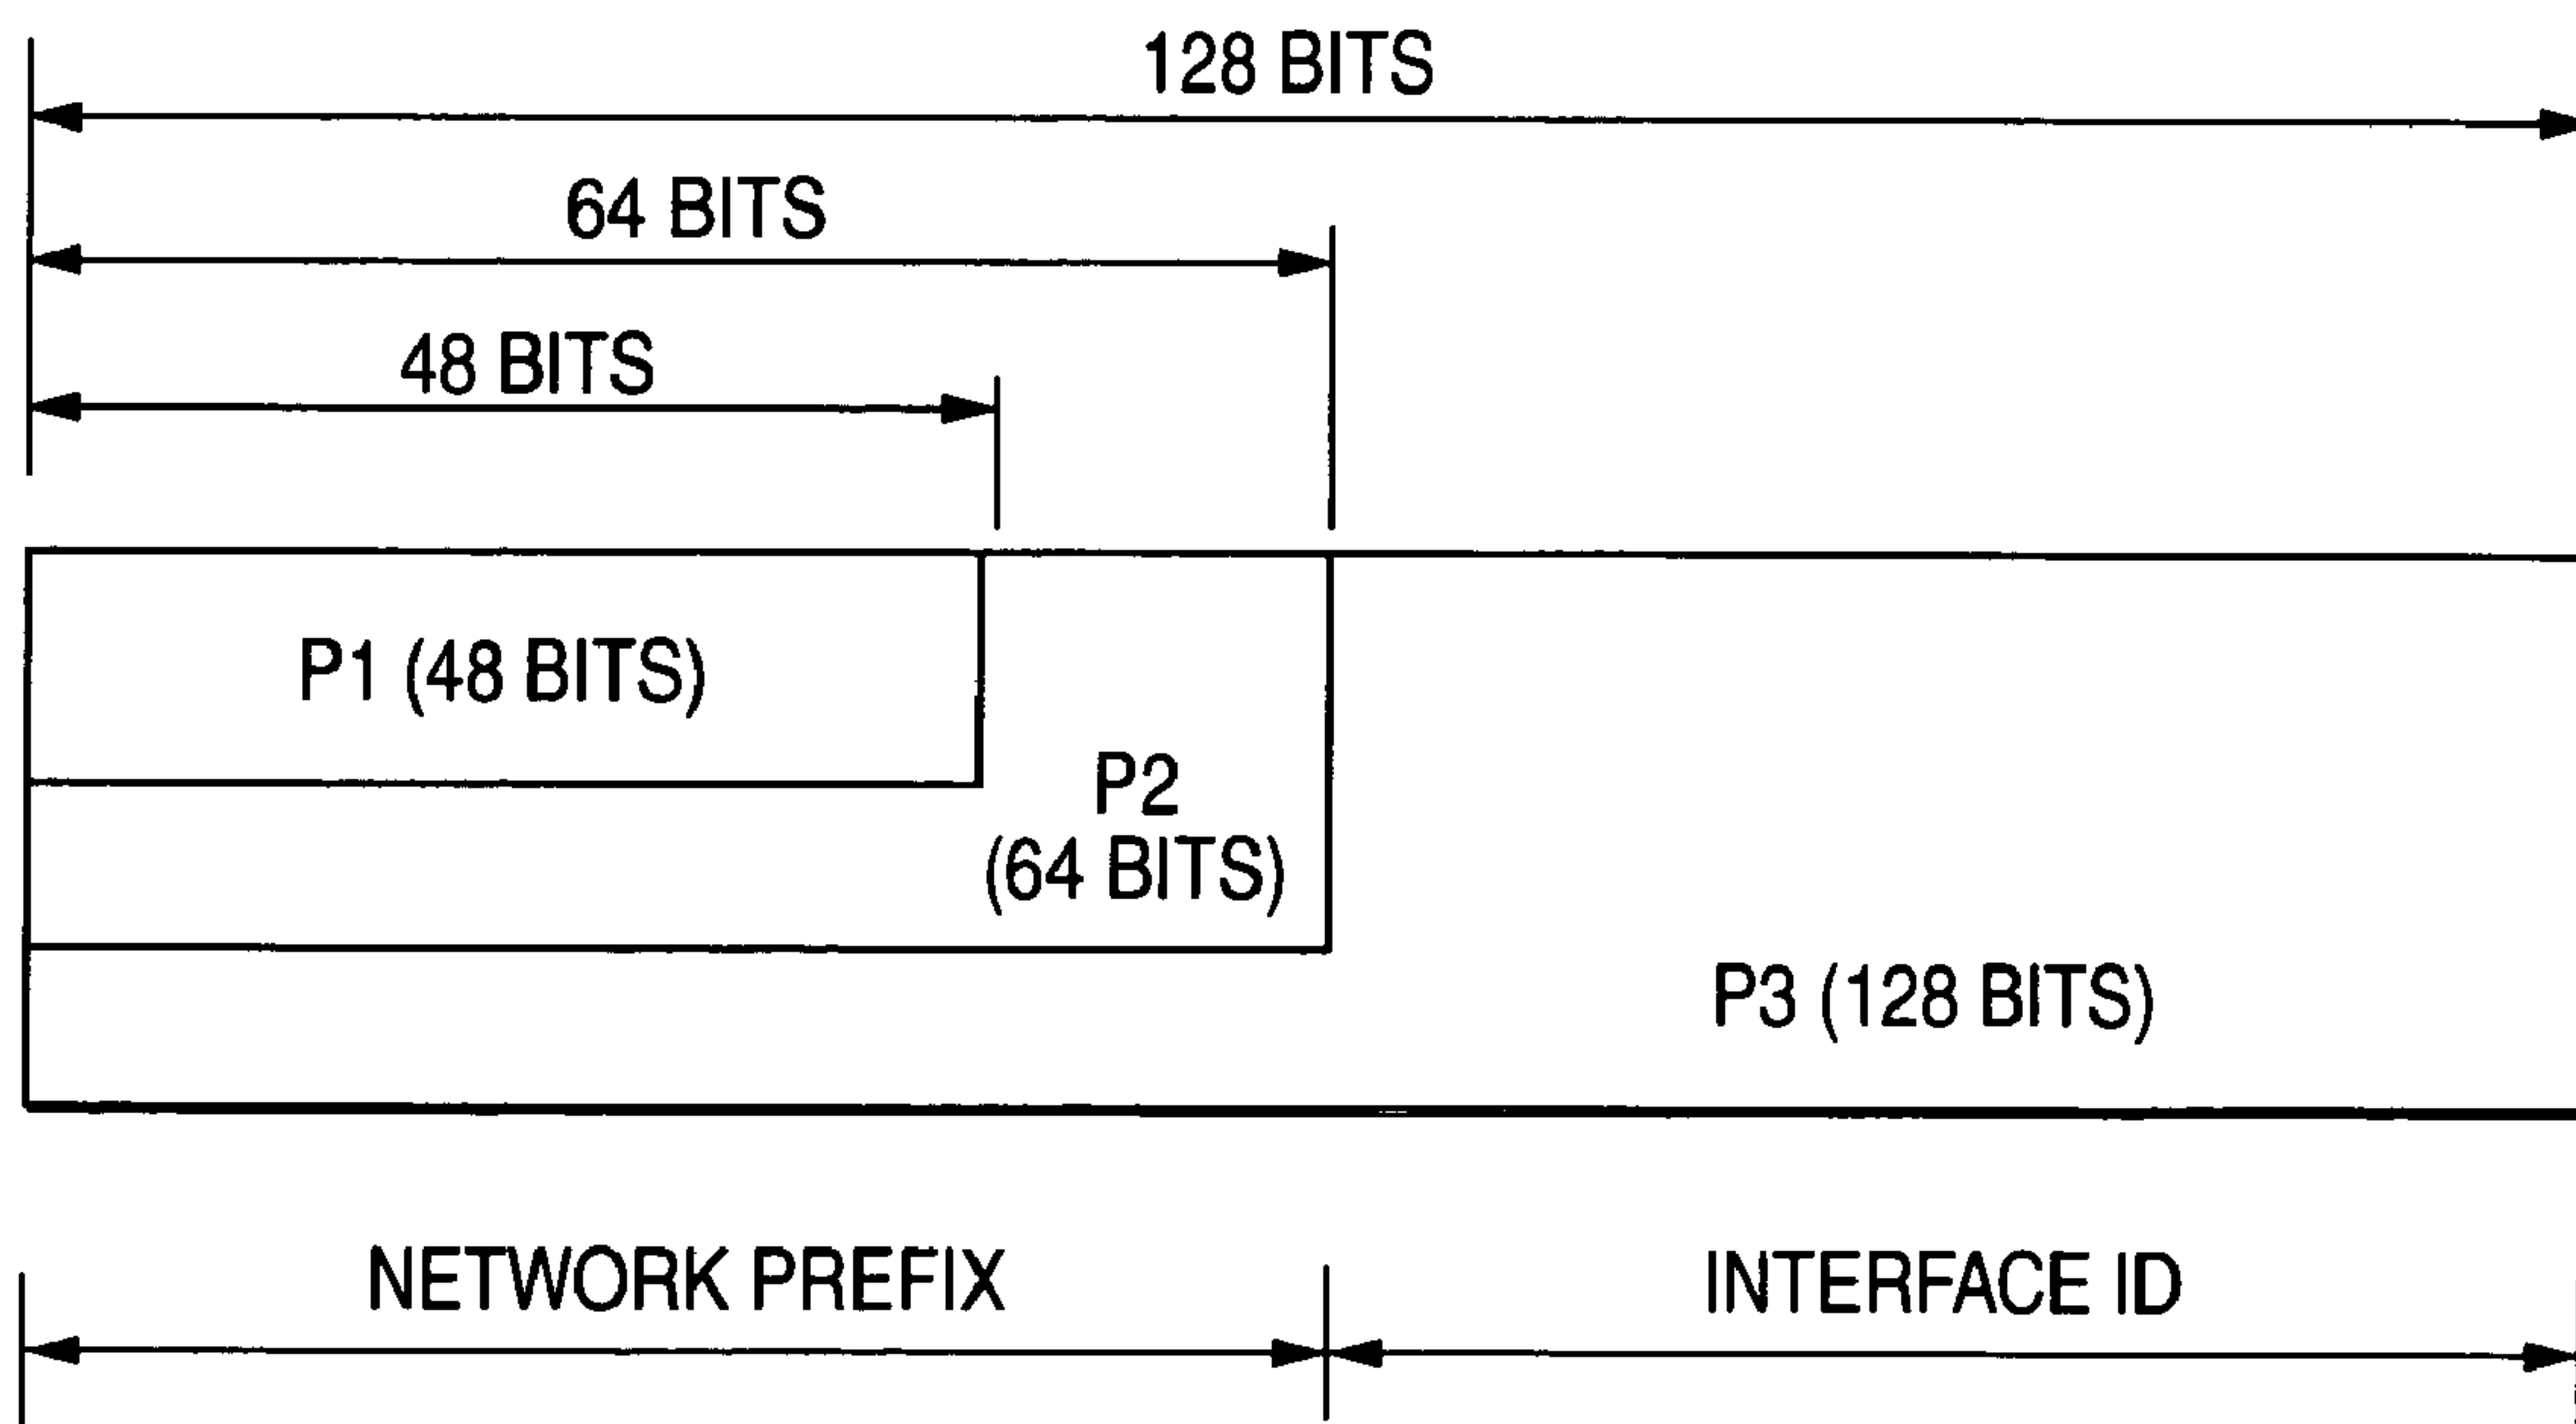 128 BITS
64 BITS
48 BITS
P1 (48 BITS)
P2
(64 BITS)
P3 (128 BITS)
NETWORK PREFIX
INTERFACE ID